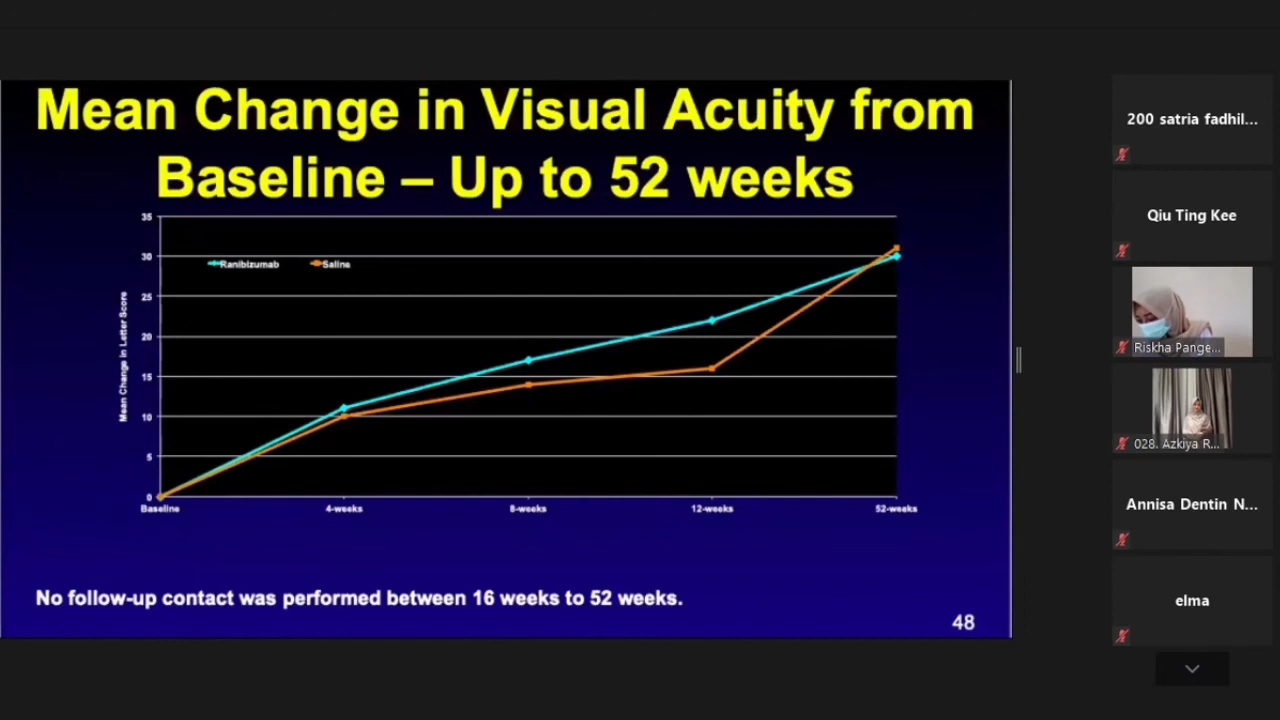 Mean Change in Visual Acuity from
Baseline – Up to 52 weeks
35
30
25
20
15
10
5
0
Mean Change in Letter Score
Ranibizumab
Saline
Baseline
4-weeks
8-weeks
12-weeks
52-weeks
No follow-up contact was performed between 16 weeks to 52 weeks.
48
200 satria fadhil...
Qiu Ting Kee
Riskha Pange...
028. Azkiya R...
Annisa Dentin N...
elma